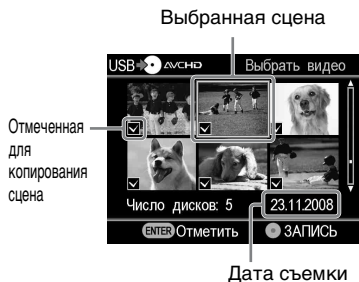 Выбранная сцена
USB AVCHD Выбрать видео
Отмеченная
для
копирования
сцена
Число дисков: 5 23.11.2008
ENTER Отметить ЗАПИСЬ
Дата съемки